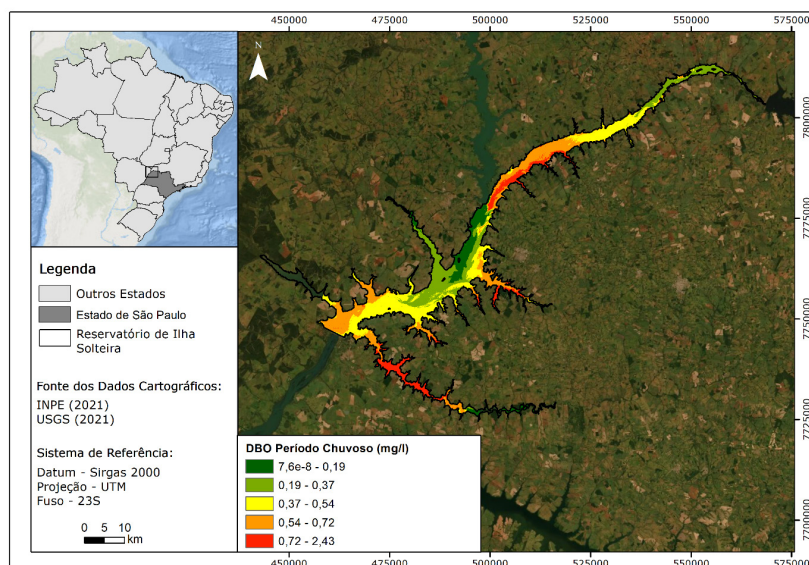 450000 475000 500000 525000 550000 575000
N
7800000
7775000
7750000
7725000
7700000
Legenda
Outros Estados
Estado de São Paulo
Reservatório de Ilha
Solteira
Fonte dos Dados Cartográficos:
INPE (2021)
USGS (2021)
Sistema de Referência:
Datum - Sirgas 2000
Projeção - UTM
Fuso - 23S
0 5 10
km
DBO Período Chuvoso (mg/l)
7,6e-8 - 0,19
0,19 - 0,37
0,37 - 0,54
0,54 - 0,72
0,72 - 2,43
450000 475000 500000 525000 550000 575000